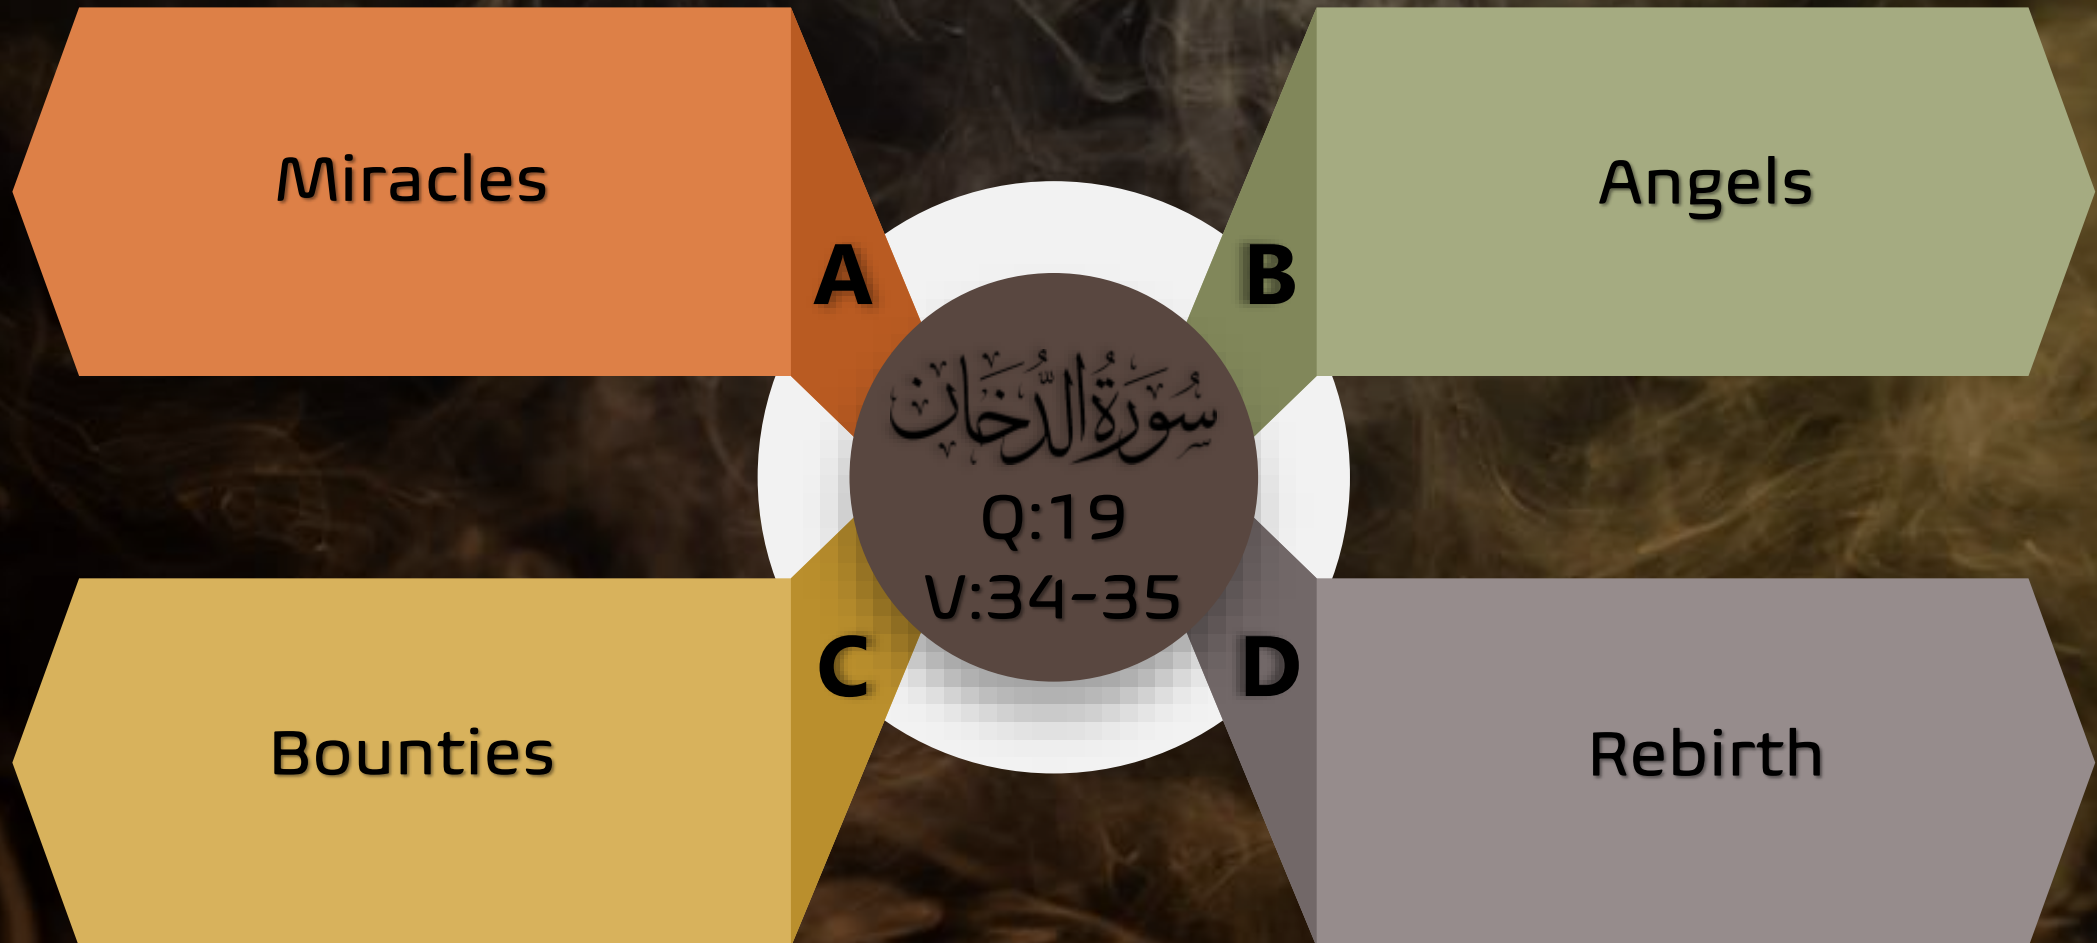 Miracles
Angels
A
B
سُورَةُ الدُّخَان
Q:19
V:34-35
C
D
Bounties
Rebirth